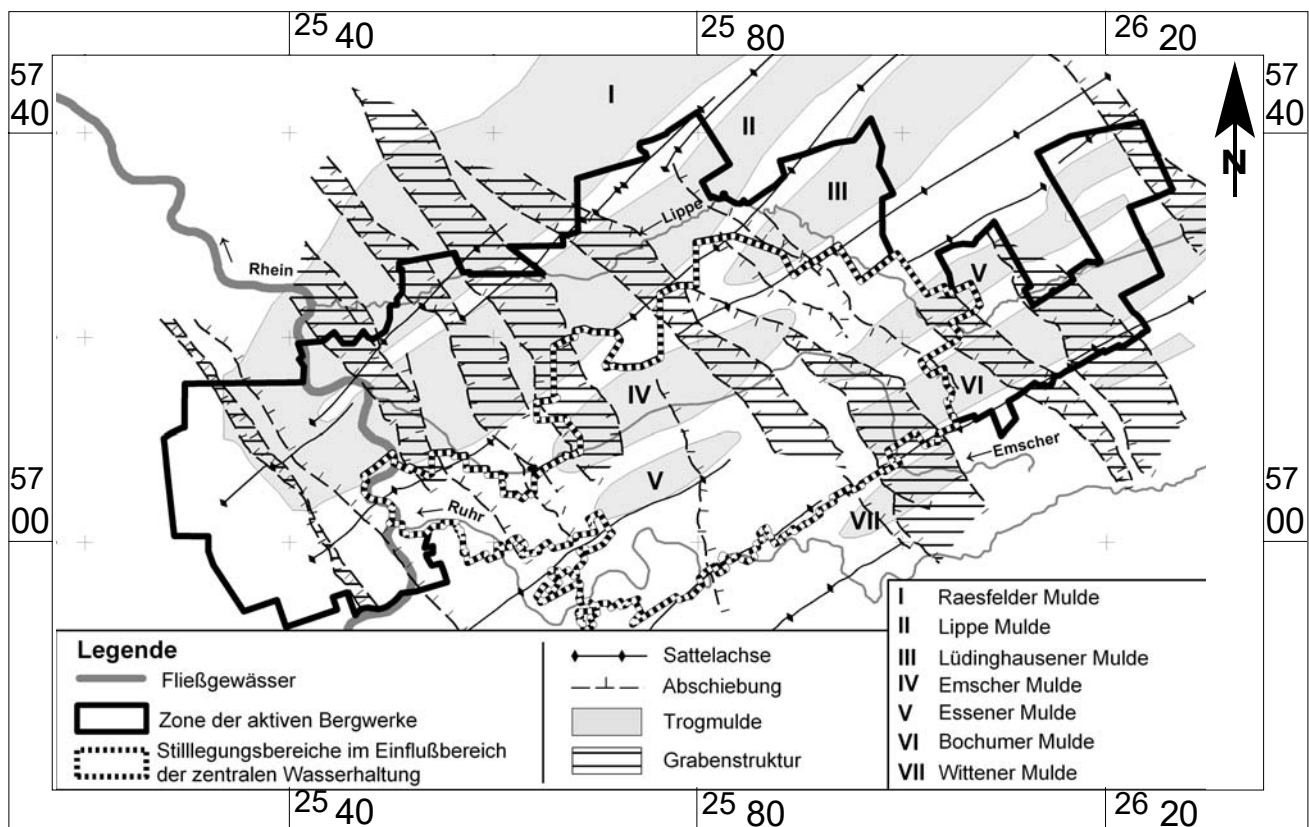 25 40
25 80
26 20
57 40
57 40
N
I
II
III
Lippe
Rhein
V
IV
VI
Emscher
57 00
57 00
V
Ruhr
VII
Legende
Fließgewässer
Zone der aktiven Bergwerke
Stilllegungsbereiche im Einflußbereich
der zentralen Wasserhaltung
Sattelachse
Abschiebung
Trogmulde
Grabenstruktur
I Raesfelder Mulde
II Lippe Mulde
III Lüdinghausener Mulde
IV Emscher Mulde
V Essener Mulde
VI Bochumer Mulde
VII Wittener Mulde
25 40
25 80
26 20